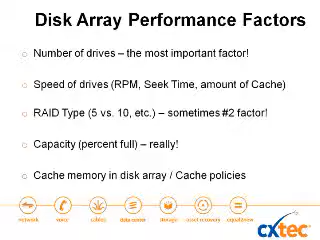 Disk Array Performance Factors
Number of drives – the most important factor!
Speed of drives (RPM, Seek Time, amount of Cache)
RAID Type (5 vs. 10, etc.) – sometimes #2 factor!
Capacity (percent full) – really!
Cache memory in disk array / Cache policies
network voice cables data center storage asset recovery equal2new
cxtec